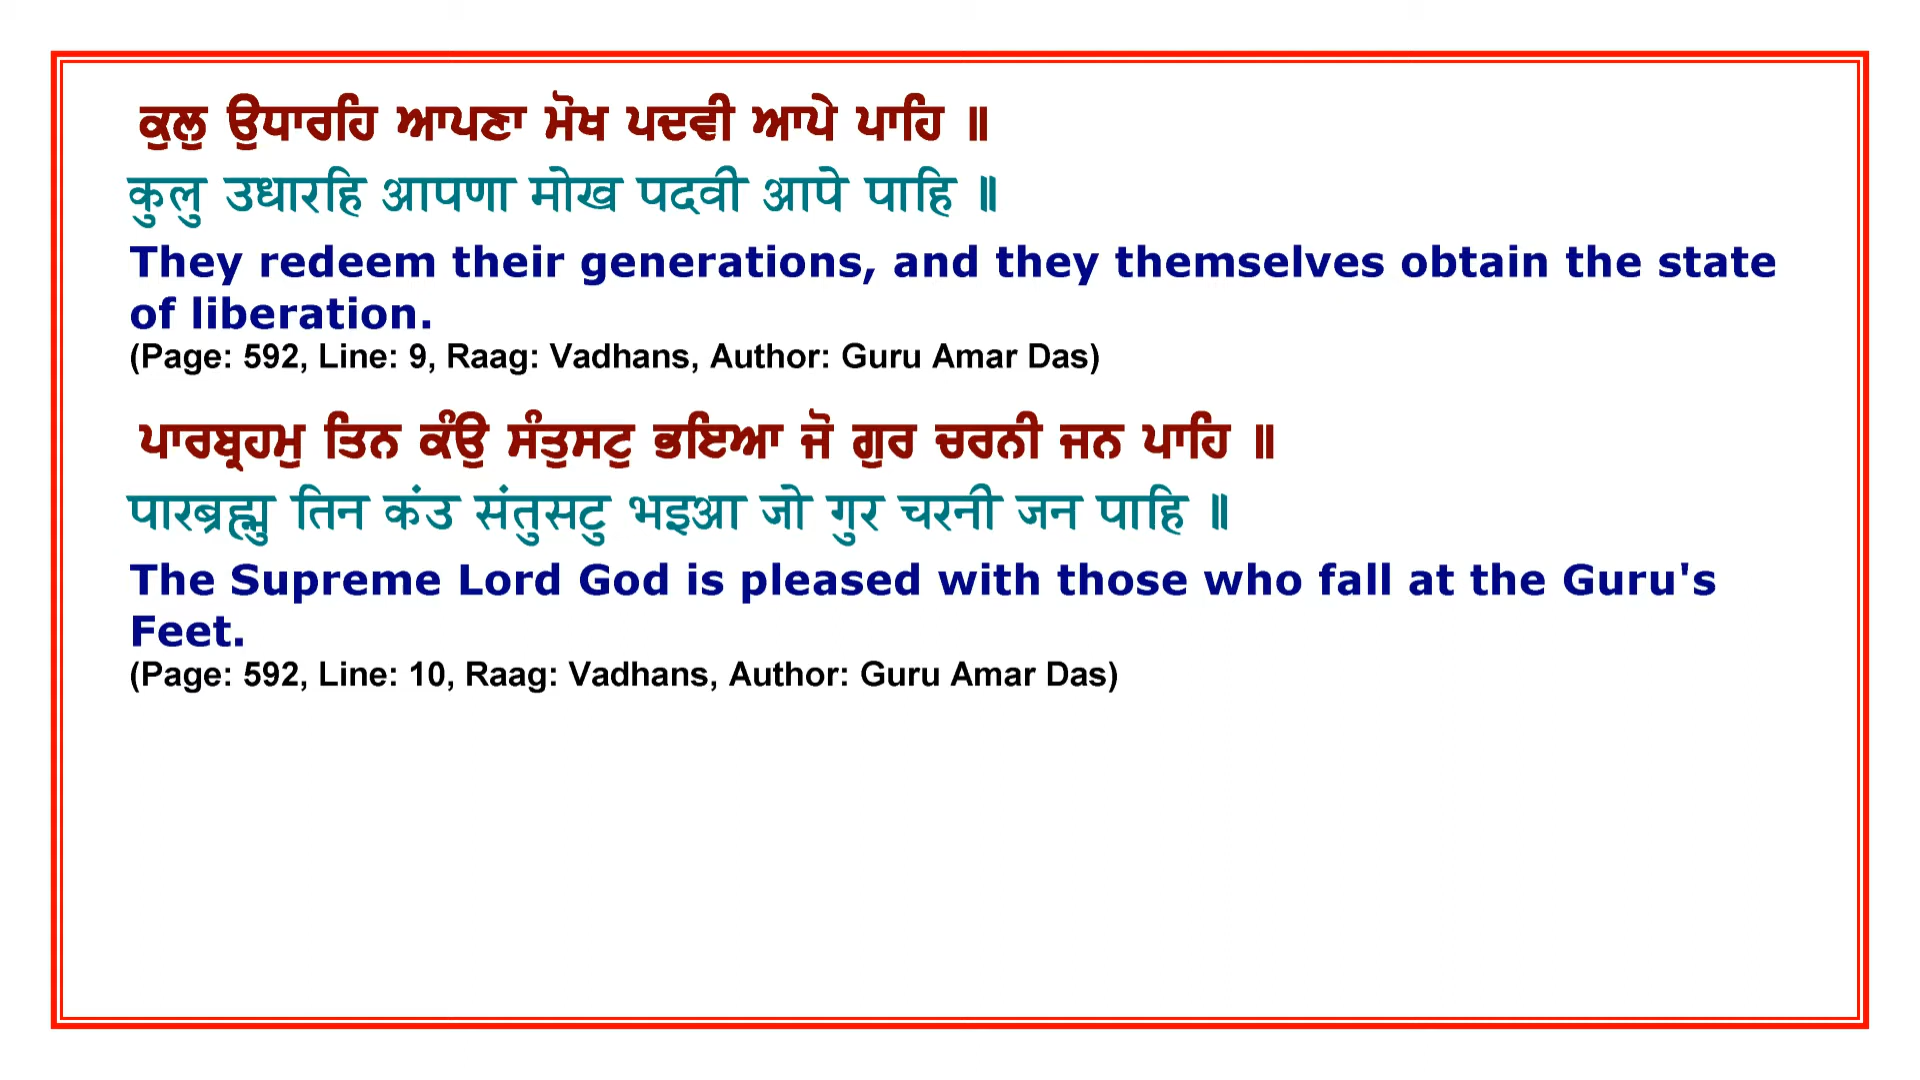 ਕੁਲੁ ਉਧਾਰਹਿ ਆਪਣਾ ਮੋਖ ਪਦਵੀ ਆਪੇ ਪਾਹਿ ॥
कुलु उधारहि आपणा मोख पदवी आपे पाहि ॥
They redeem their generations, and they themselves obtain the state
of liberation.
(Page: 592, Line: 9, Raag: Vadhans, Author: Guru Amar Das)
ਪਾਰਬ੍ਰਹਮੁ ਤਿਨ ਕੰਉ ਸੰਤੁਸਟੁ ਭਇਆ ਜੋ ਗੁਰ ਚਰਨੀ ਜਨ ਪਾਹਿ ॥
पारब्रह्मु तिन कंउ संतुसटु भइआ जो गुर चरनी जन पाहि ॥
The Supreme Lord God is pleased with those who fall at the Guru's
Feet.
(Page: 592, Line: 10, Raag: Vadhans, Author: Guru Amar Das)